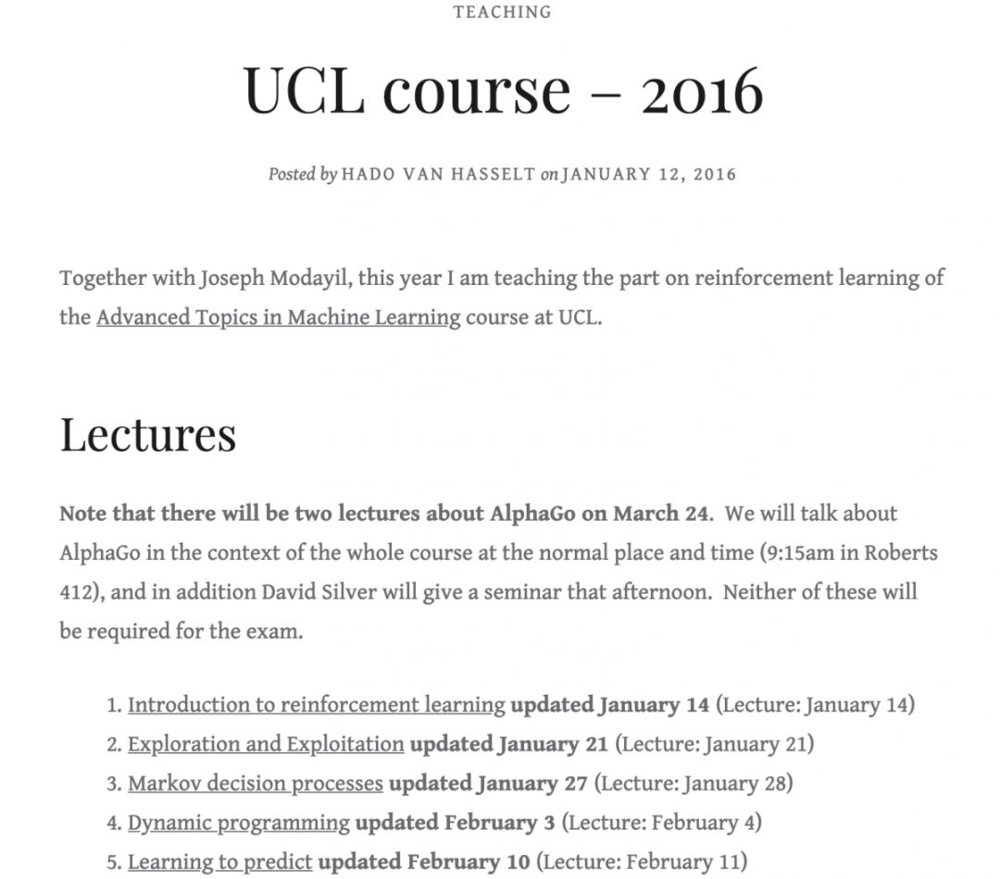 TEACHING
UCL course – 2016
Posted by HADO VAN HASSELT on JANUARY 12, 2016
Together with Joseph Modayil, this year I am teaching the part on reinforcement learning of
the Advanced Topics in Machine Learning course at UCL.
Lectures
Note that there will be two lectures about AlphaGo on March 24.  We will talk about
AlphaGo in the context of the whole course at the normal place and time (9:15am in Roberts
412), and in addition David Silver will give a seminar that afternoon.  Neither of these will
be required for the exam.
1. Introduction to reinforcement learning updated January 14 (Lecture: January 14)
2. Exploration and Exploitation updated January 21 (Lecture: January 21)
3. Markov decision processes updated January 27 (Lecture: January 28)
4. Dynamic programming updated February 3 (Lecture: February 4)
5. Learning to predict updated February 10 (Lecture: February 11)